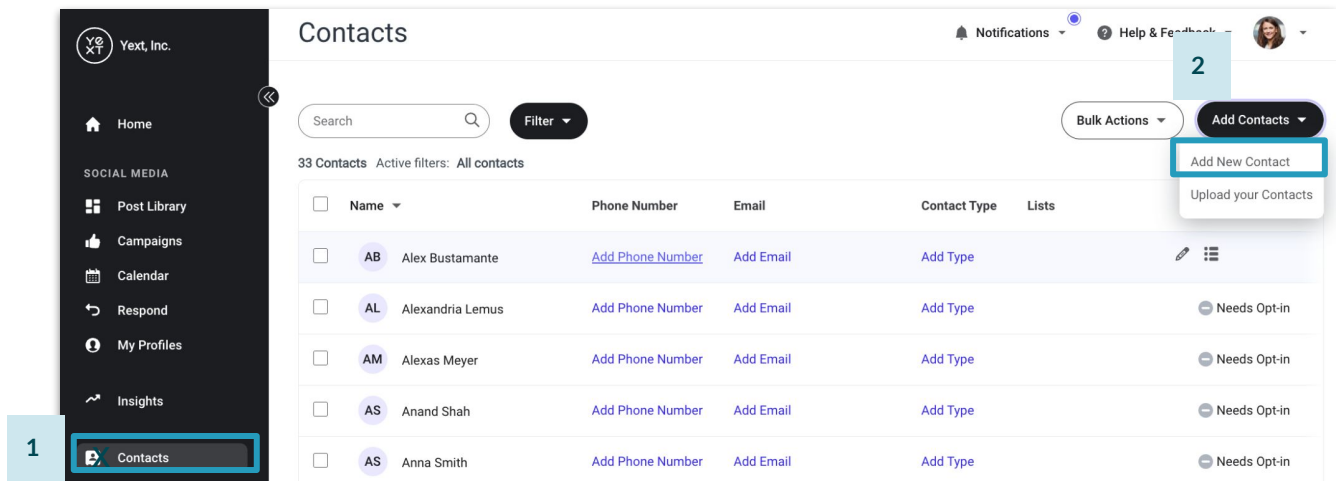 YEXT
Yext, Inc.
Home
SOCIAL MEDIA
Post Library
Campaigns
Calendar
Respond
My Profiles
Insights
1
Contacts
Contacts
Notifications
Help & Feedback
2
Search
Filter
Bulk Actions
Add Contacts
Add New Contact
Upload your Contacts
33 Contacts Active filters: All contacts
Name Phone Number Email Contact Type Lists
AB Alex Bustamante Add Phone Number Add Email Add Type
AL Alexandria Lemus Add Phone Number Add Email Add Type Needs Opt-in
AM Alexas Meyer Add Phone Number Add Email Add Type Needs Opt-in
AS Anand Shah Add Phone Number Add Email Add Type Needs Opt-in
AS Anna Smith Add Phone Number Add Email Add Type Needs Opt-in